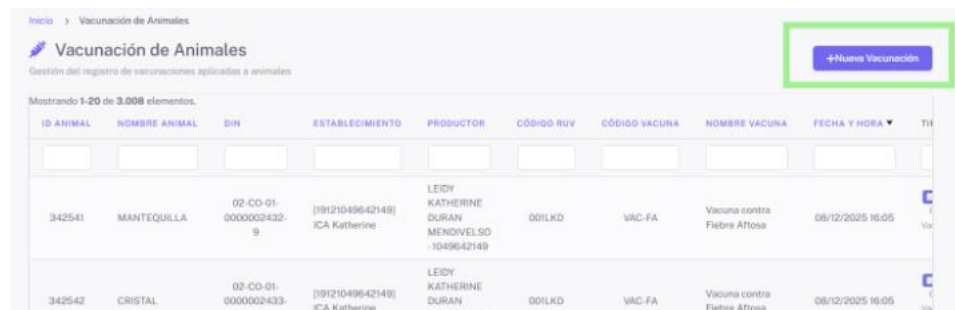 Inicio > Vacunación de Animales
Vacunación de Animales
+Nueva Vacunación
Gestión del registro de vacunaciones aplicadas a animales
Mostrando 1-20 de 3.008 elementos.
ID ANIMAL NOMBRE ANIMAL DIN ESTABLECIMIENTO PRODUCTOR CÓDIGO RUV CÓDIGO VACUNA NOMBRE VACUNA FECHA Y HORA ▼
LEIDY
KATHERINE
02-CO-01-
342541 MANTEQUILLA 0000002432- [19121049642149] DURAN 001LKD VAC-FA Vacuna contra 08/12/2025 16:05
9 ICA Katherine MENDIVELSO Fiebre Aftosa
-1049642149
LEIDY
KATHERINE
02-CO-01-
342542 CRISTAL 0000002433- [19121049642149] DURAN 001LKD VAC-FA Vacuna contra 08/12/2025 16:05
ICA Katherine Fiebre Aftosa